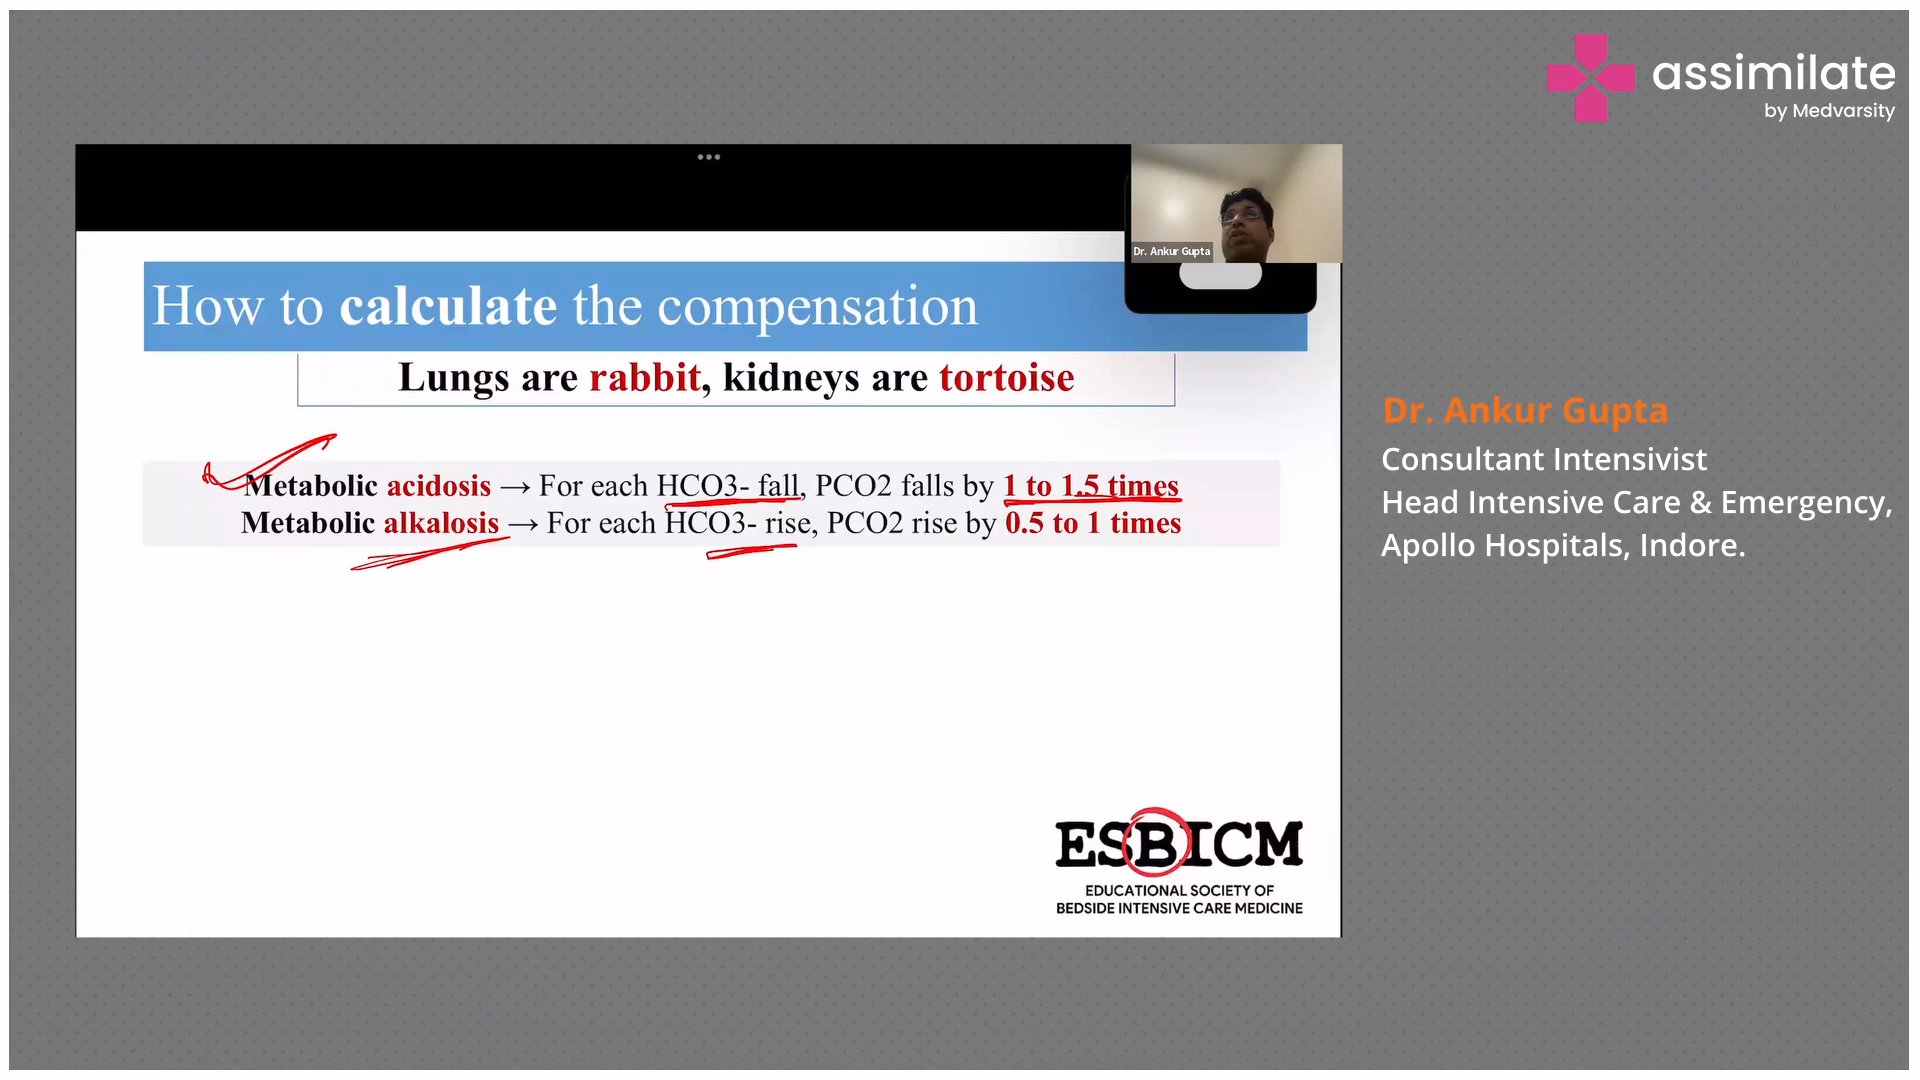 assimilate
by Medvarsity
Dr. Ankur Gupta
How to calculate the compensation
Lungs are rabbit, kidneys are tortoise
Metabolic acidosis → For each HCO3- fall, PCO2 falls by 1 to 1.5 times
Metabolic alkalosis → For each HCO3- rise, PCO2 rise by 0.5 to 1 times
Dr. Ankur Gupta
Consultant Intensivist
Head Intensive Care & Emergency,
Apollo Hospitals, Indore.
ESBICM
EDUCATIONAL SOCIETY OF
BEDSIDE INTENSIVE CARE MEDICINE